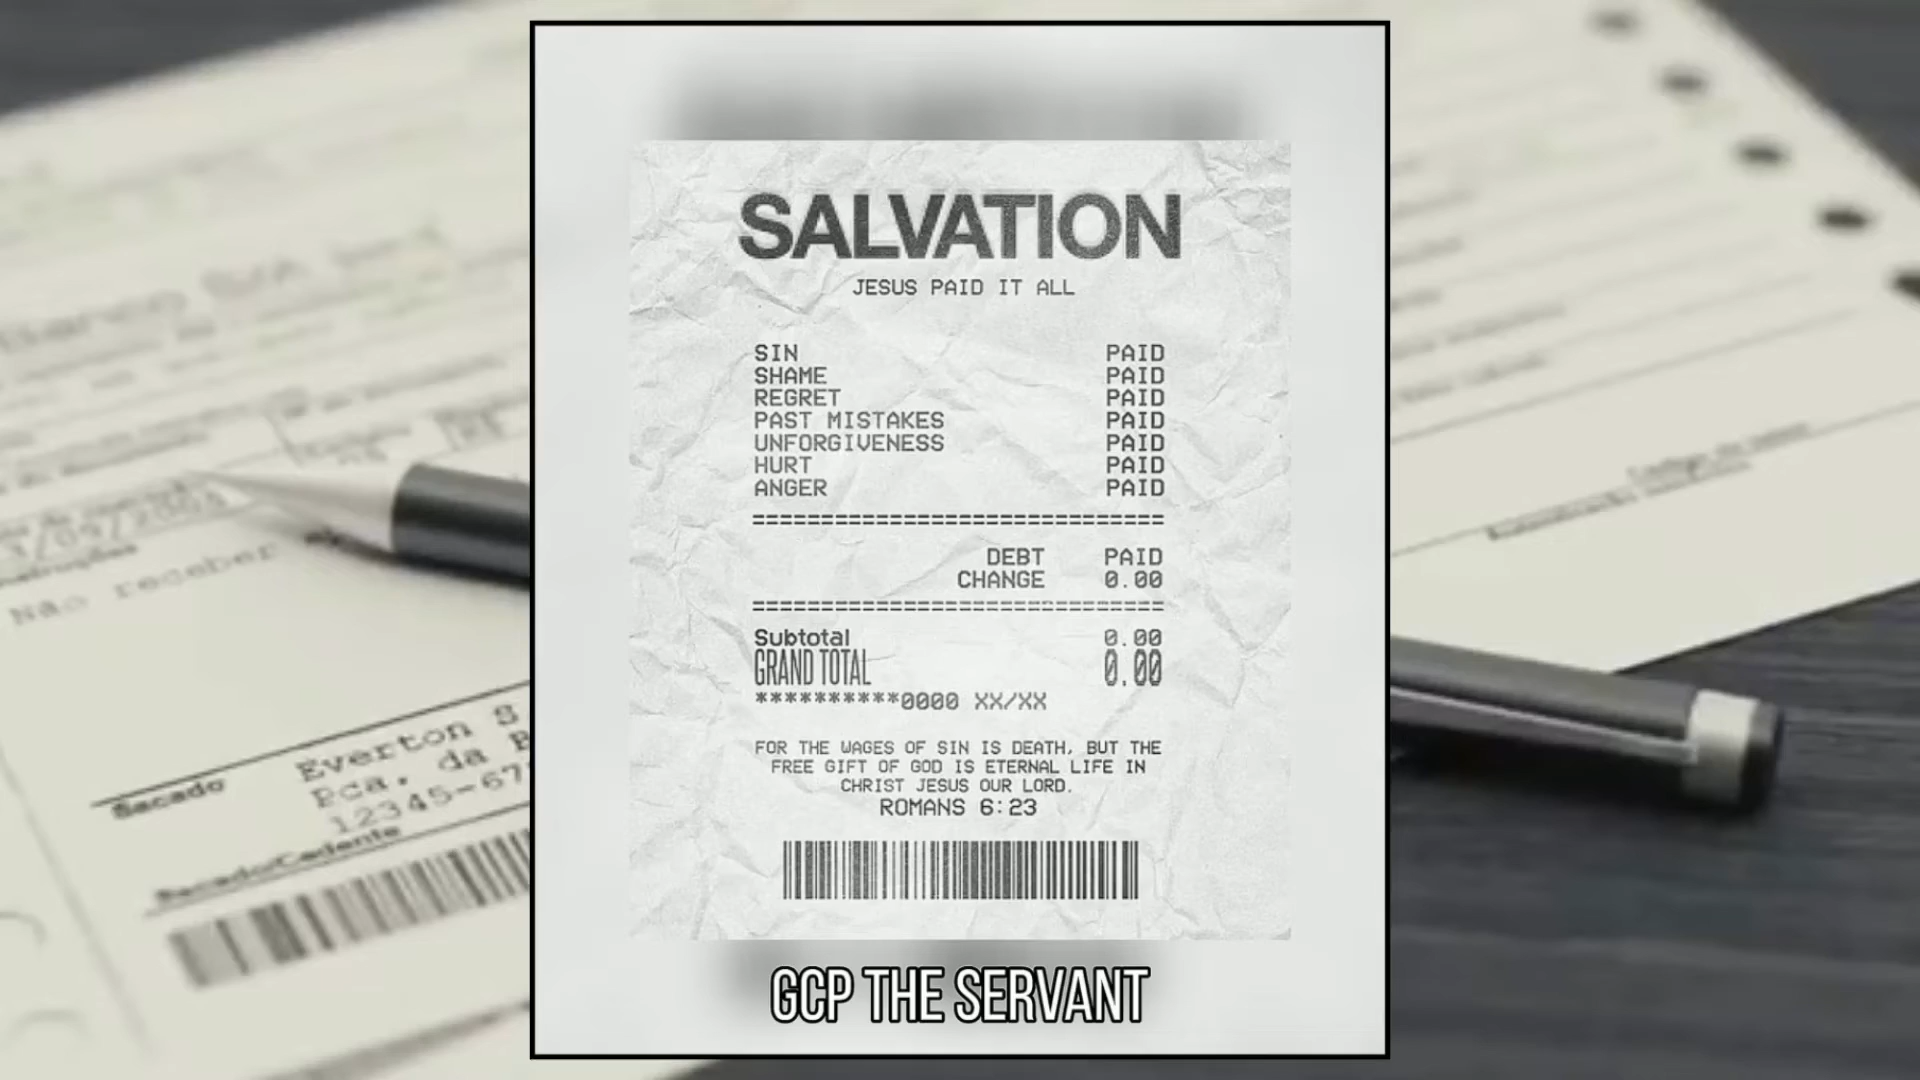 SALVATION
JESUS PAID IT ALL
SIN PAID
SHAME PAID
REGRET PAID
PAST MISTAKES PAID
UNFORGIVENESS PAID
HURT PAID
ANGER PAID
==============================
DEBT PAID
CHANGE 0.00
==============================
Subtotal 0.00
GRAND TOTAL 0.00
**********0000 XX/XX
FOR THE WAGES OF SIN IS DEATH, BUT THE
FREE GIFT OF GOD IS ETERNAL LIFE IN
CHRIST JESUS OUR LORD.
ROMANS 6:23
GCP THE SERVANT
Não receber
Sacado
Everton S
Pca. da
12345-67
Sacado/Cedente